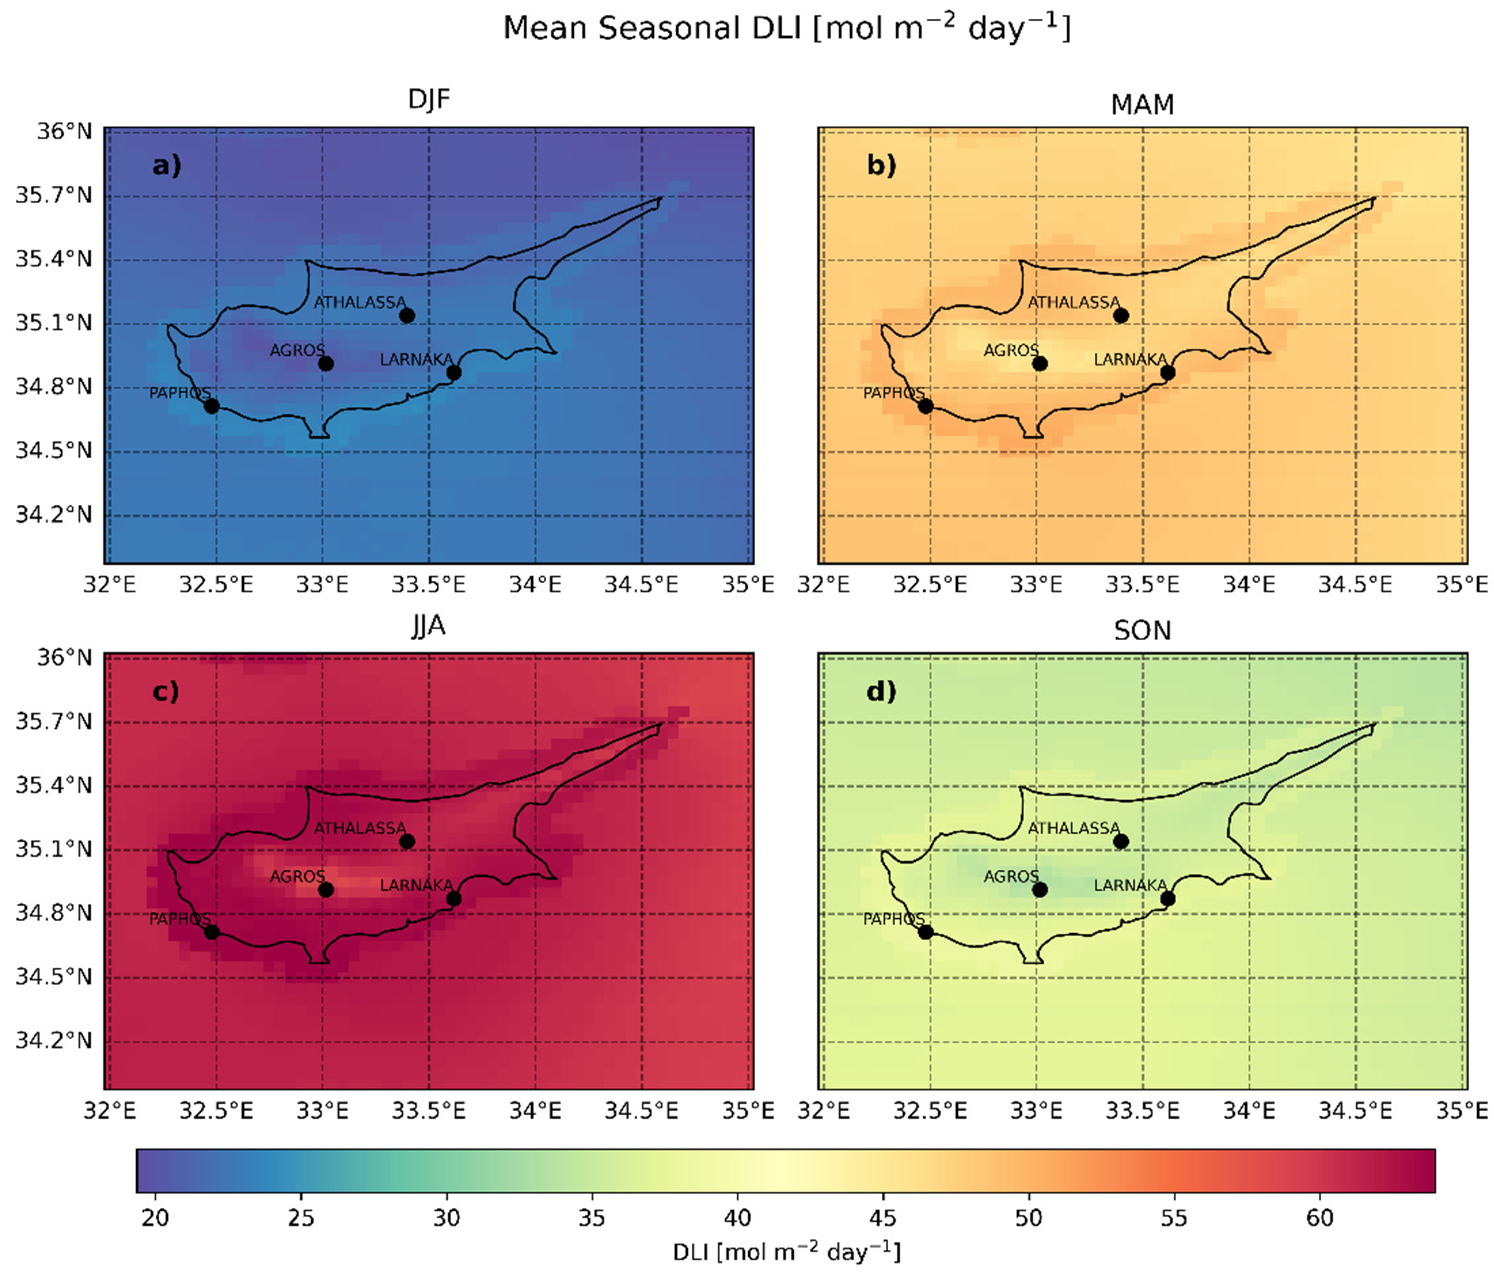 Mean Seasonal DLI [mol m⁻² day⁻¹]
DJF
MAM
36°N
35.7°N
35.4°N
35.1°N
34.8°N
34.5°N
34.2°N
a)
ATHALASSA
AGROS
LARNAKA
PAPHOS
32°E 32.5°E 33°E 33.5°E 34°E 34.5°E 35°E
b)
ATHALASSA
AGROS
LARNAKA
PAPHOS
32°E 32.5°E 33°E 33.5°E 34°E 34.5°E 35°E
JJA
SON
36°N
35.7°N
35.4°N
35.1°N
34.8°N
34.5°N
34.2°N
c)
ATHALASSA
AGROS
LARNAKA
PAPHOS
32°E 32.5°E 33°E 33.5°E 34°E 34.5°E 35°E
d)
ATHALASSA
AGROS
LARNAKA
PAPHOS
32°E 32.5°E 33°E 33.5°E 34°E 34.5°E 35°E
20 25 30 35 40 45 50 55 60
DLI [mol m⁻² day⁻¹]